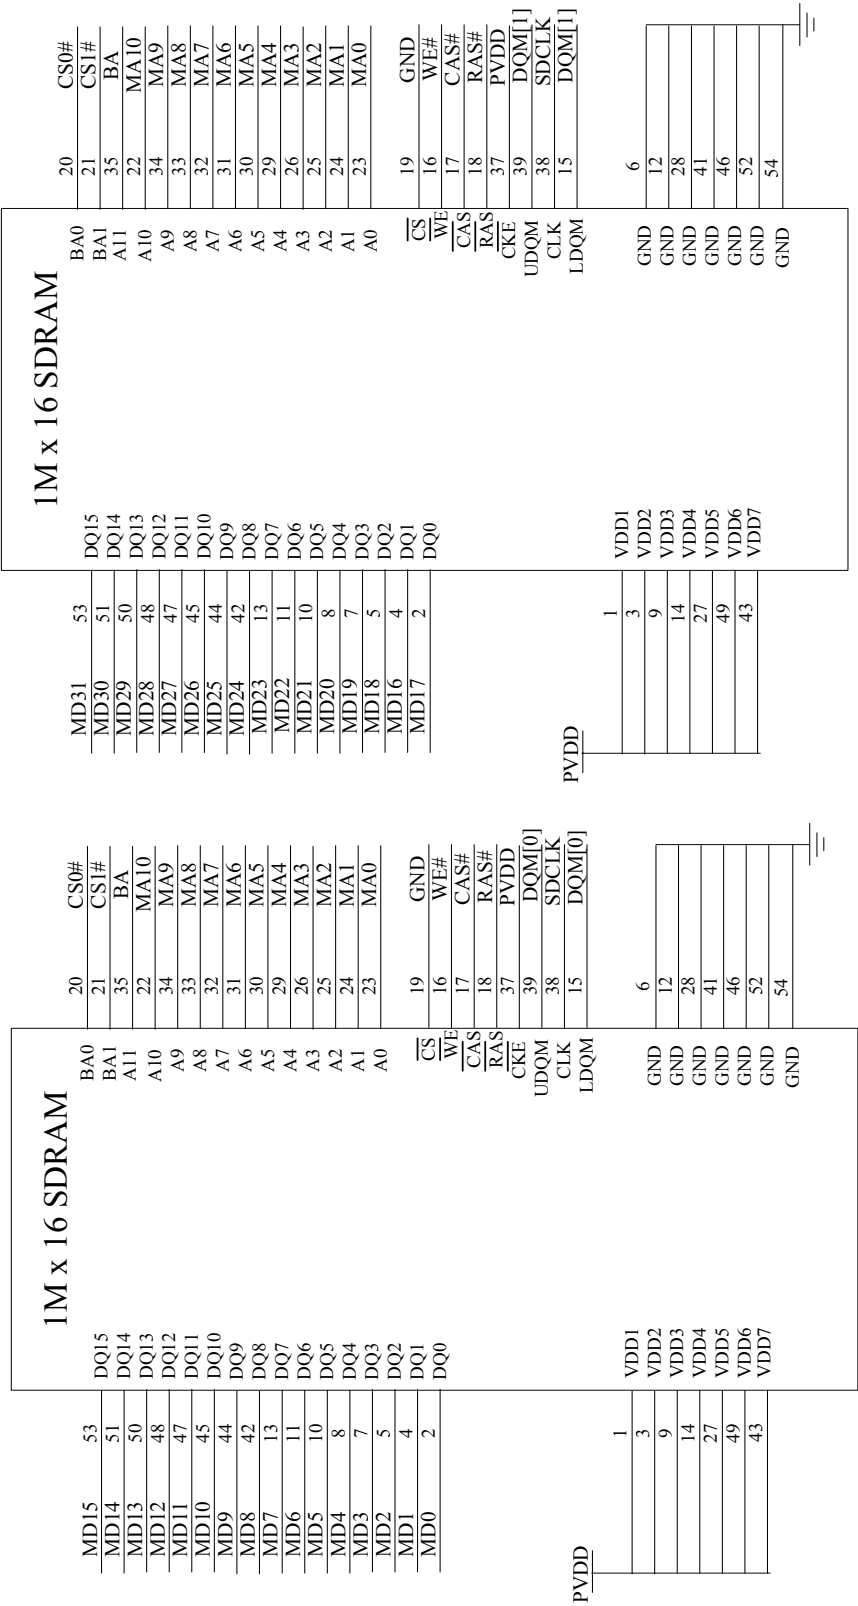 1M x 16 SDRAM
MD15 53 DQ15
MD14 51 DQ14
MD13 50 DQ13
MD12 48 DQ12
MD11 47 DQ11
MD10 45 DQ10
MD9 44 DQ9
MD8 42 DQ8
MD7 13 DQ7
MD6 11 DQ6
MD5 10 DQ5
MD4 8 DQ4
MD3 7 DQ3
MD2 5 DQ2
MD1 4 DQ1
MD0 2 DQ0
PVDD
1 VDD1
3 VDD2
9 VDD3
14 VDD4
27 VDD5
49 VDD6
43 VDD7
BA0 20 CS0#
BA1 21 CS1#
A11 35 BA
A10 22 MA10
A9 34 MA9
A8 33 MA8
A7 32 MA7
A6 31 MA6
A5 30 MA5
A4 29 MA4
A3 26 MA3
A2 25 MA2
A1 24 MA1
A0 23 MA0
CS 19 GND
WE 16 WE#
CAS 17 CAS#
RAS 18 RAS#
CKE 37 PVDD
UDQM 39 DQM[0]
CLK 38 SDCLK
LDQM 15 DQM[0]
GND 6
GND 12
GND 28
GND 41
GND 46
GND 52
GND 54
1M x 16 SDRAM
MD31 53 DQ15
MD30 51 DQ14
MD29 50 DQ13
MD28 48 DQ12
MD27 47 DQ11
MD26 45 DQ10
MD25 44 DQ9
MD24 42 DQ8
MD23 13 DQ7
MD22 11 DQ6
MD21 10 DQ5
MD20 8 DQ4
MD19 7 DQ3
MD18 5 DQ2
MD16 4 DQ1
MD17 2 DQ0
PVDD
1 VDD1
3 VDD2
9 VDD3
14 VDD4
27 VDD5
49 VDD6
43 VDD7
BA0 20 CS0#
BA1 21 CS1#
A11 35 BA
A10 22 MA10
A9 34 MA9
A8 33 MA8
A7 32 MA7
A6 31 MA6
A5 30 MA5
A4 29 MA4
A3 26 MA3
A2 25 MA2
A1 24 MA1
A0 23 MA0
CS 19 GND
WE 16 WE#
CAS 17 CAS#
RAS 18 RAS#
CKE 37 PVDD
UDQM 39 DQM[1]
CLK 38 SDCLK
LDQM 15 DQM[1]
GND 6
GND 12
GND 28
GND 41
GND 46
GND 52
GND 54